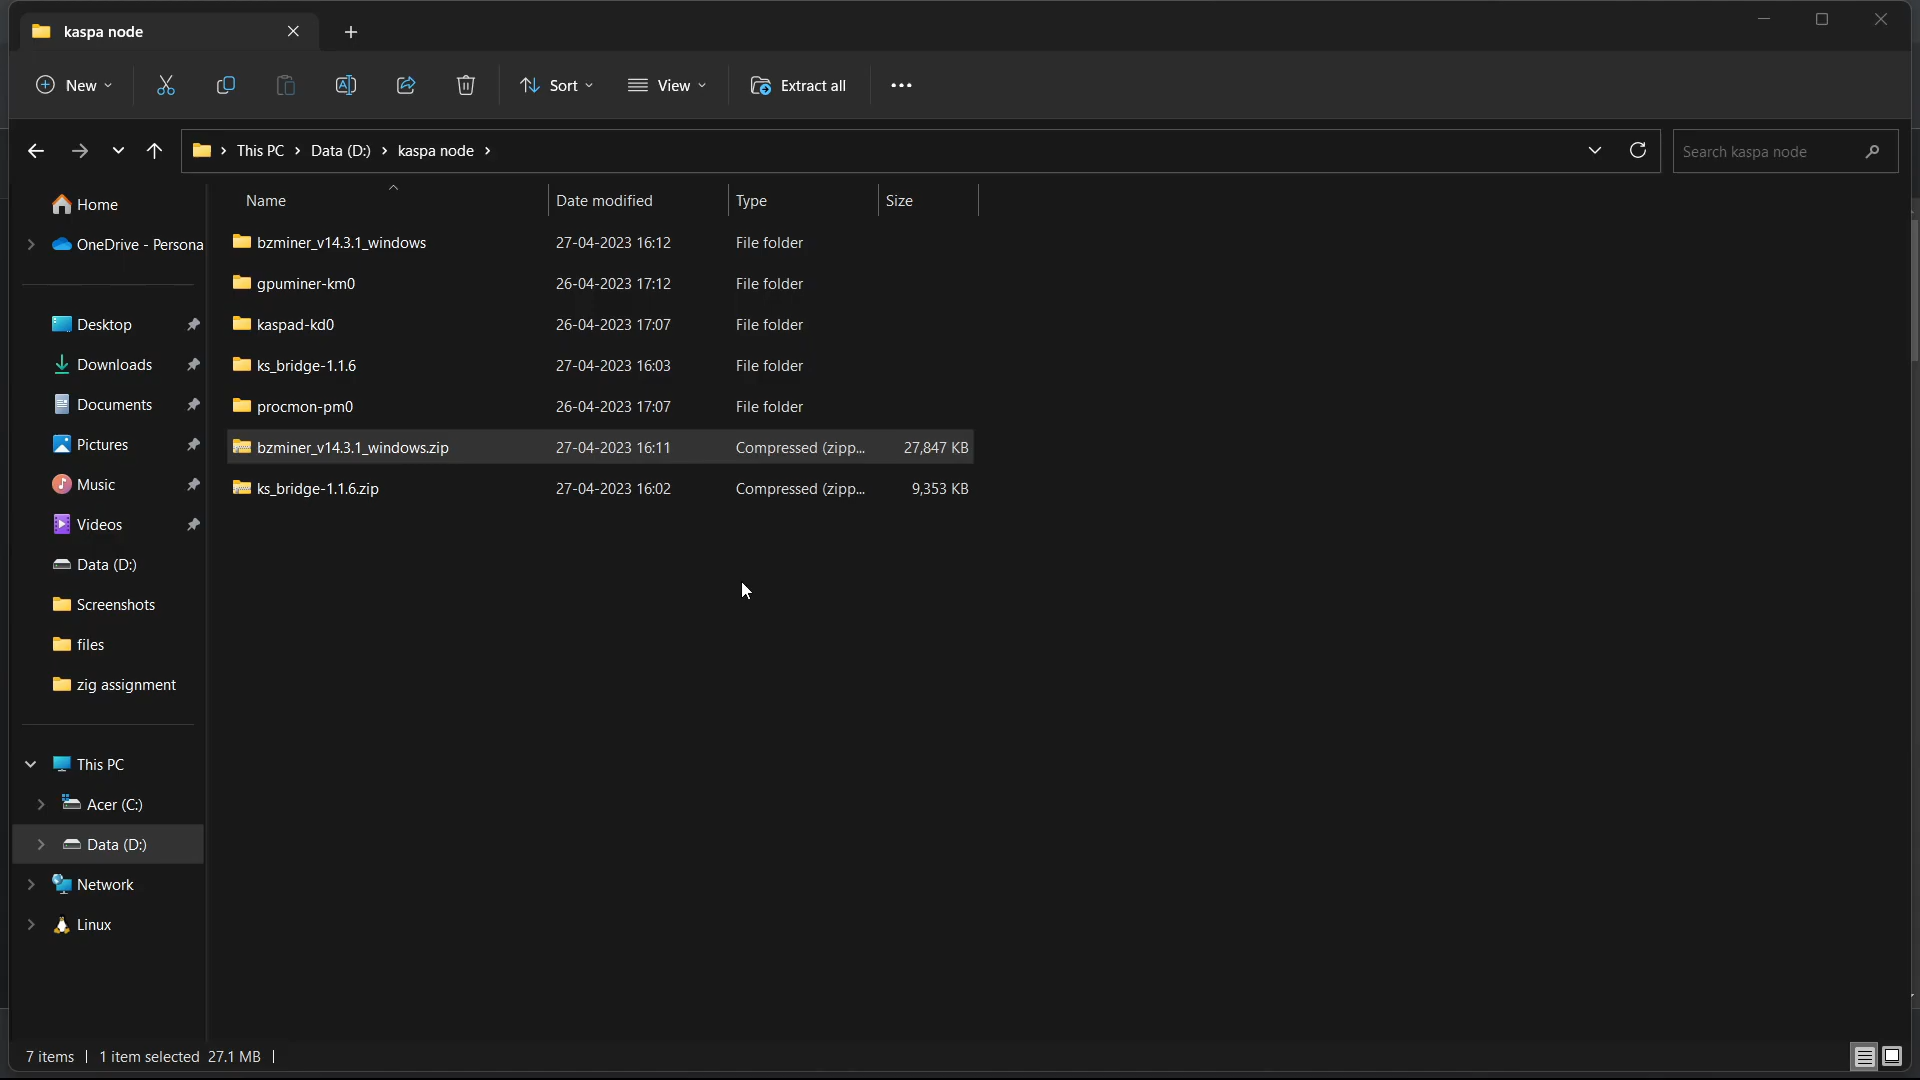 kaspa node
New
Sort
View
Extract all
This PC
Data (D:)
kaspa node
Search kaspa node
Name
Date modified
Type
Size
Home
OneDrive - Persona
Desktop
Downloads
Documents
Pictures
Music
Videos
Data (D:)
Screenshots
files
zig assignment
This PC
Acer (C:)
Data (D:)
Network
Linux
bzminer_v14.3.1_windows 27-04-2023 16:12 File folder
gpuminer-km0 26-04-2023 17:12 File folder
kaspad-kd0 26-04-2023 17:07 File folder
ks_bridge-1.1.6 27-04-2023 16:03 File folder
procmon-pm0 26-04-2023 17:07 File folder
bzminer_v14.3.1_windows.zip 27-04-2023 16:11 Compressed (zipp... 27,847 KB
ks_bridge-1.1.6.zip 27-04-2023 16:02 Compressed (zipp... 9,353 KB
7 items 1 item selected 27.1 MB